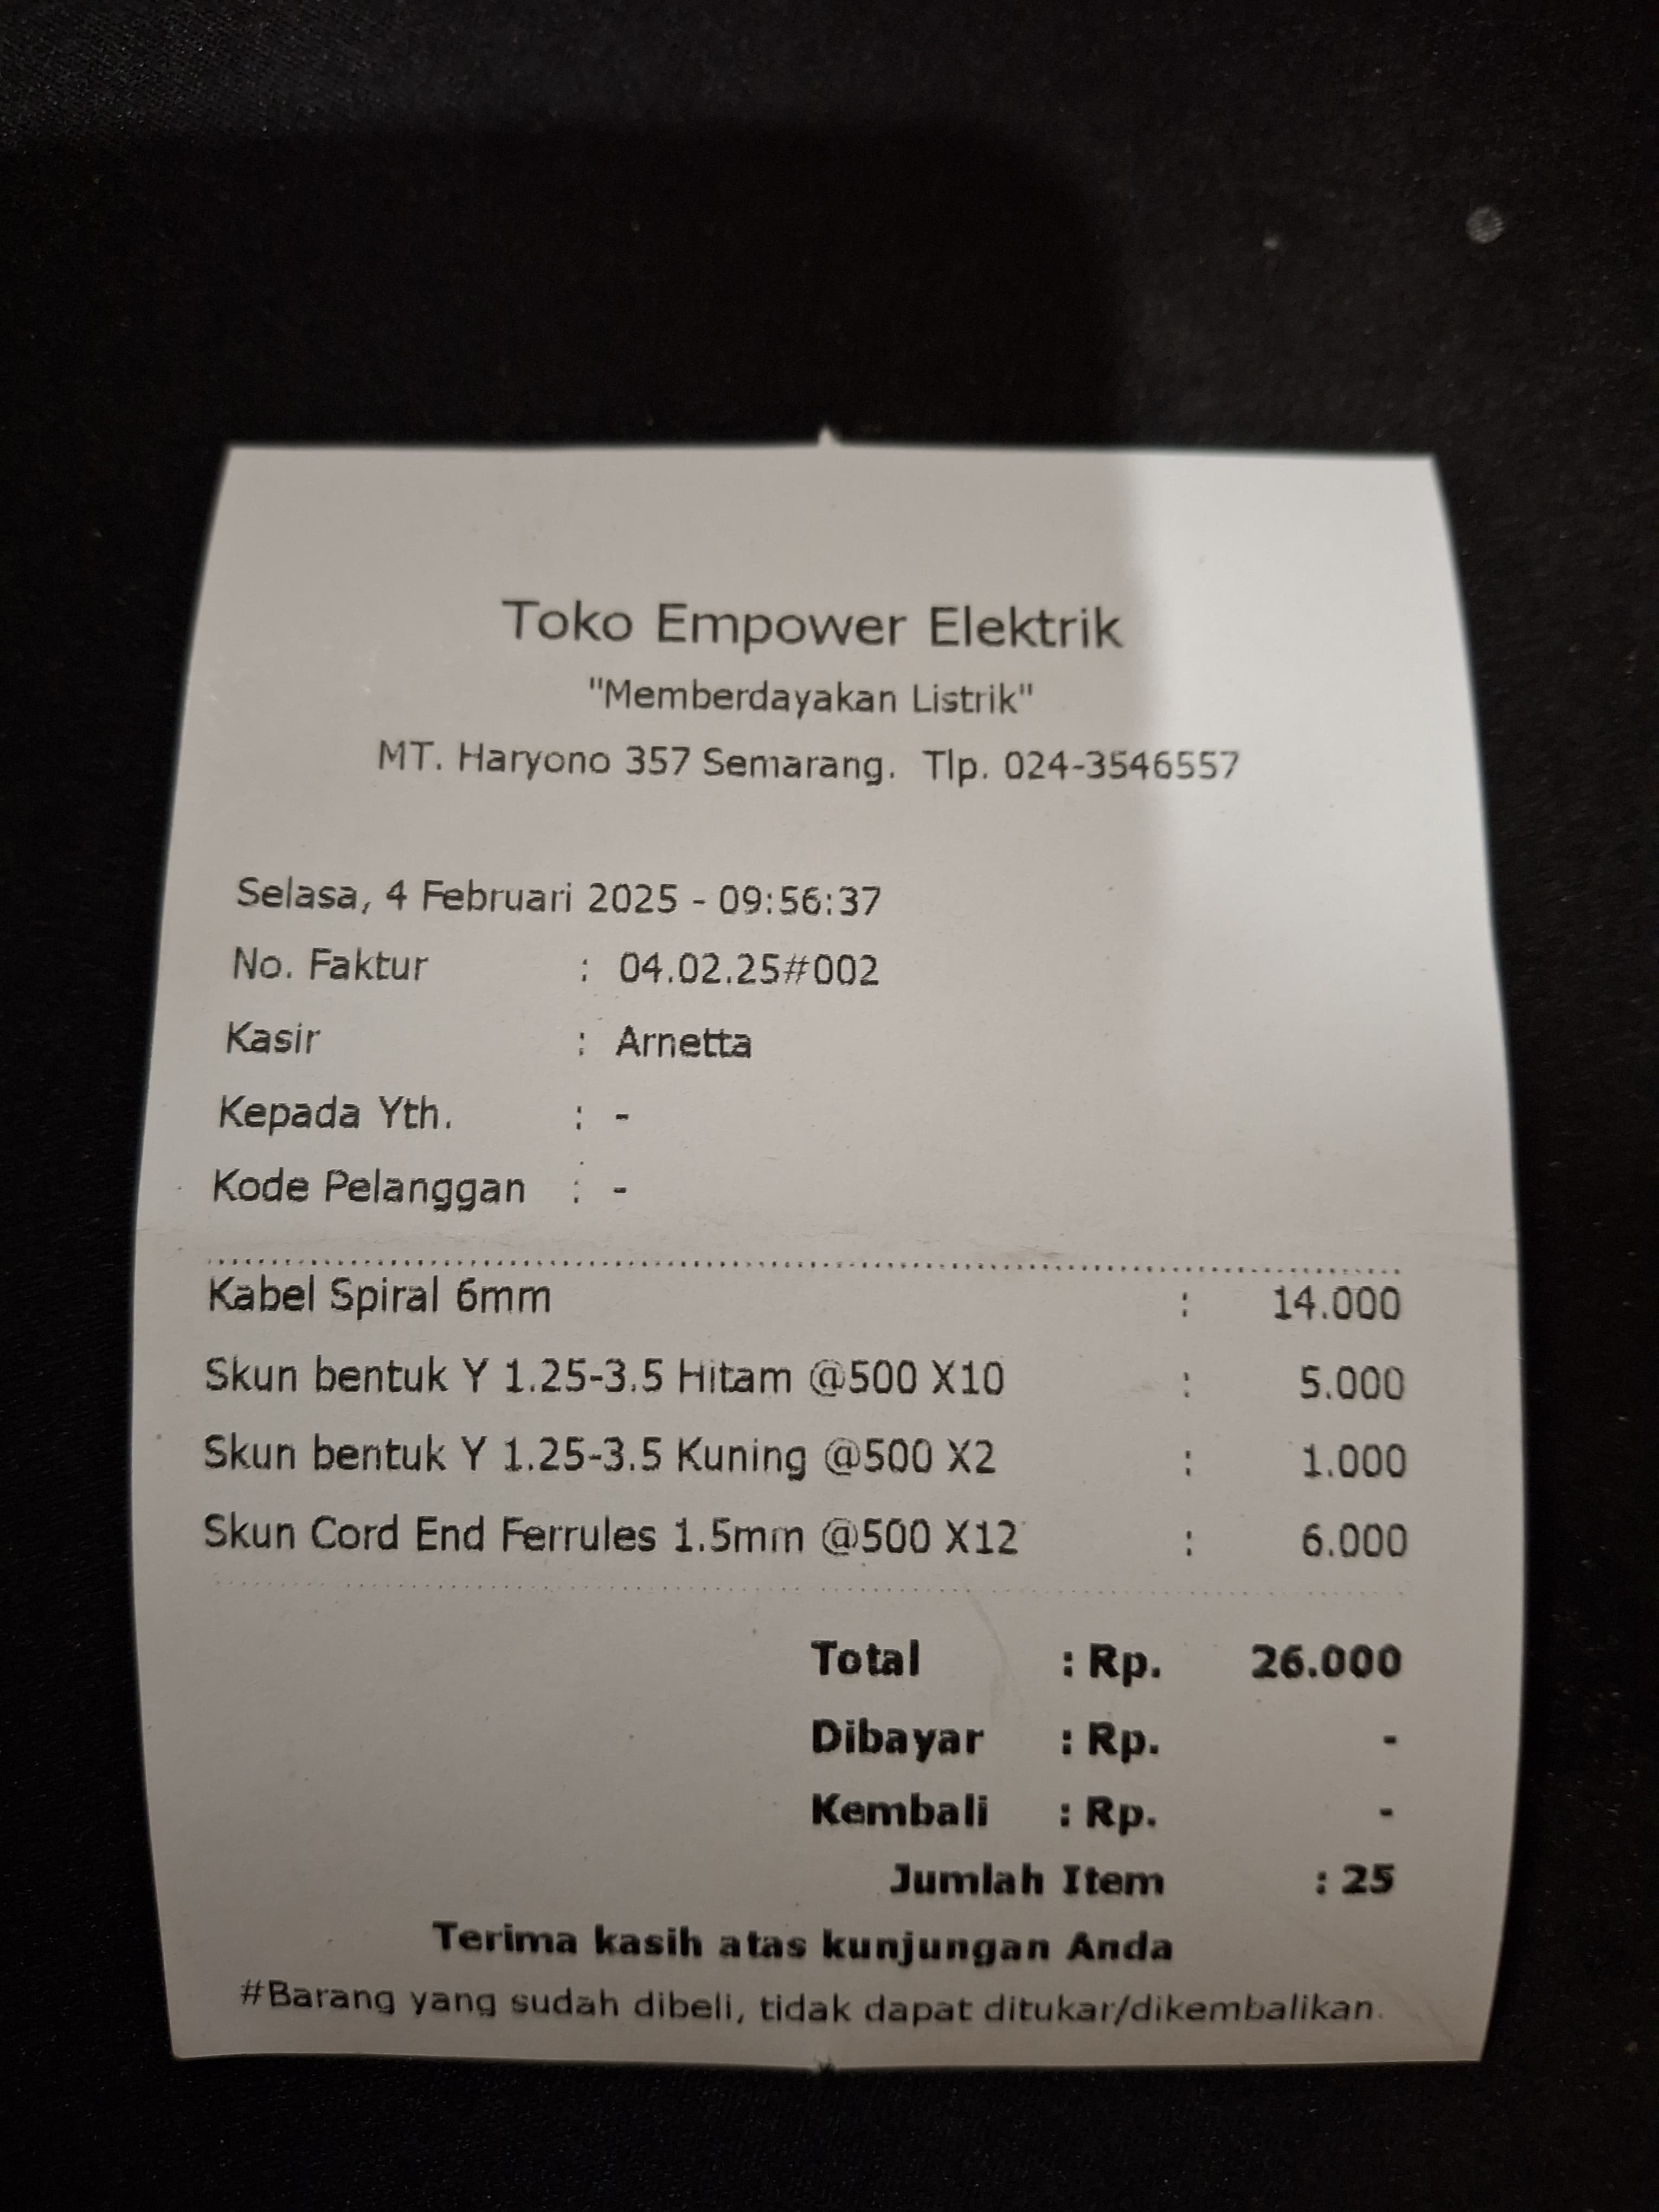 Toko Empower Elektrik
"Memberdayakan Listrik"
MT. Haryono 357 Semarang. Tlp. 024-3546557
Selasa, 4 Februari 2025 - 09:56:37
No. Faktur : 04.02.25#002
Kasir : Arnetta
Kepada Yth. : -
Kode Pelanggan : -
Kabel Spiral 6mm : 14.000
Skun bentuk Y 1.25-3.5 Hitam @500 X10 : 5.000
Skun bentuk Y 1.25-3.5 Kuning @500 X2 : 1.000
Skun Cord End Ferrules 1.5mm @500 X12 : 6.000
Total : Rp. 26.000
Dibayar : Rp. -
Kembali : Rp. -
Jumlah Item : 25
Terima kasih atas kunjungan Anda
#Barang yang sudah dibeli, tidak dapat ditukar/dikembalikan.